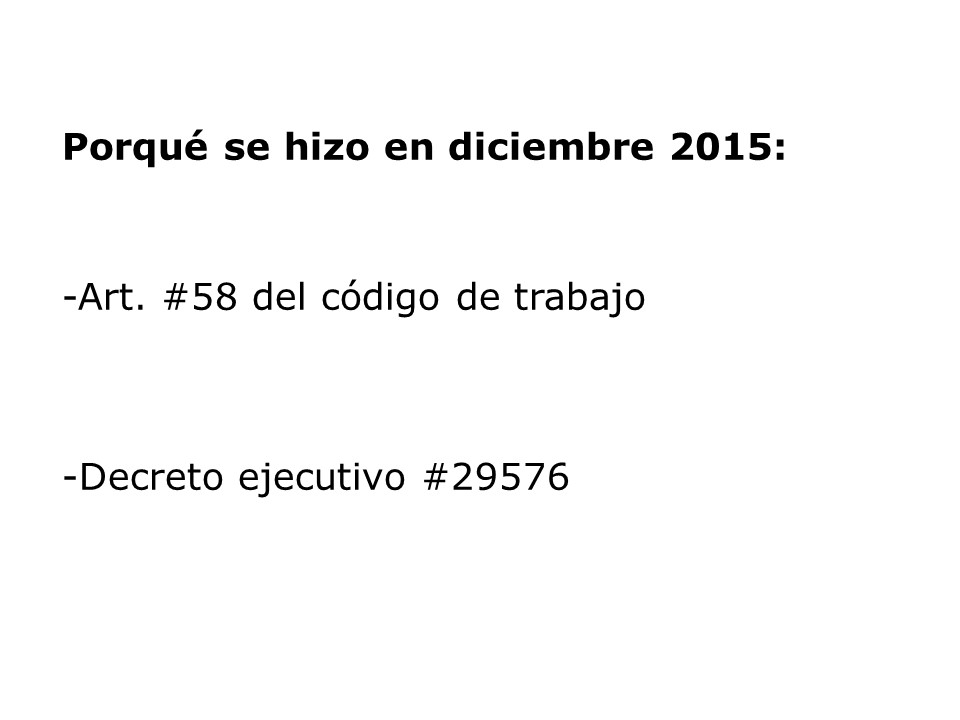 Porqué se hizo en diciembre 2015:
-Art. #58 del código de trabajo
-Decreto ejecutivo #29576